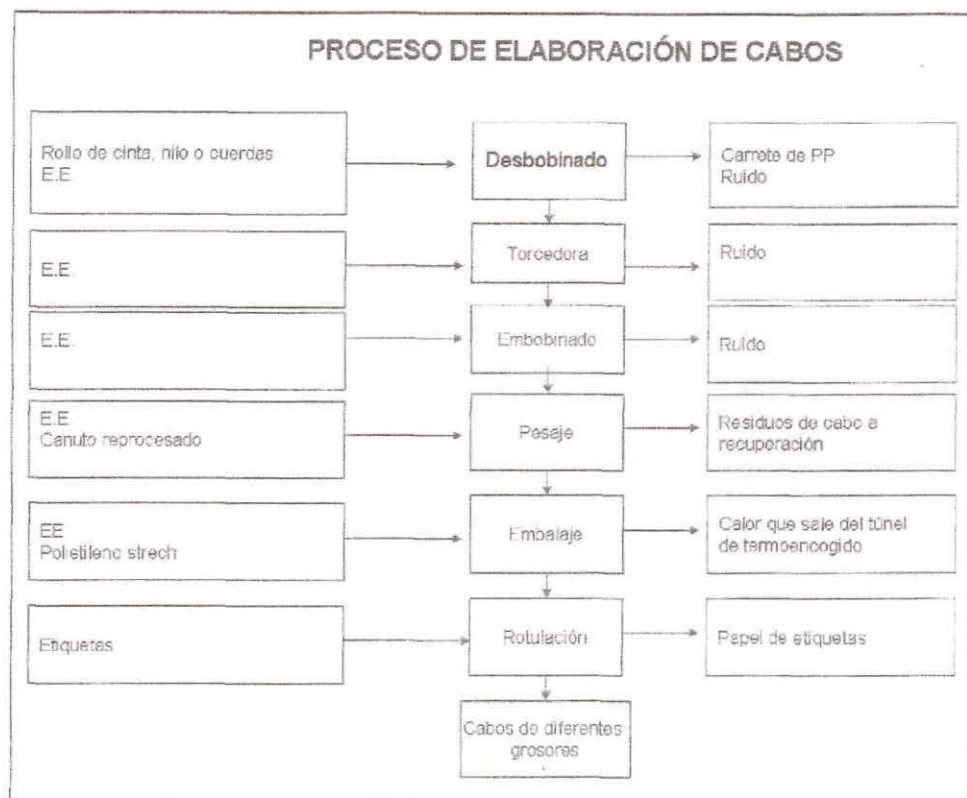 PROCESO DE ELABORACIÓN DE CABOS
Rollo de cinta, hilo o cuerdas
E.E
Desbobinado
Carrete de PP
Ruido
E.E.
Torcedora
Ruido
E.E.
Embobinado
Ruido
E.E
Canuto reprocesado
Pesaje
Residuos de cabo a
recuperación
EE
Polietileno strech
Embalaje
Calor que sale del túnel
de termoencogido
Etiquetas
Rotulación
Papel de etiquetas
Cabos de diferentes
grosores